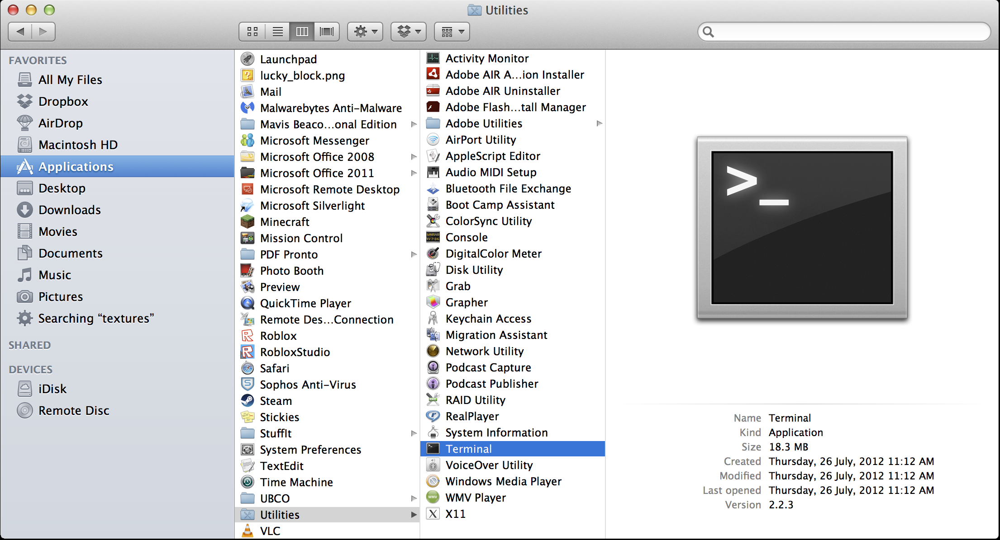 Utilities
FAVORITES
All My Files
Dropbox
AirDrop
Macintosh HD
Applications
Desktop
Downloads
Movies
Documents
Music
Pictures
Searching “textures”
SHARED
DEVICES
iDisk
Remote Disc
Launchpad
lucky_block.png
Mail
Malwarebytes Anti-Malware
Mavis Beaco...onal Edition
Microsoft Messenger
Microsoft Office 2008
Microsoft Office 2011
Microsoft Remote Desktop
Microsoft Silverlight
Minecraft
Mission Control
PDF Pronto
Photo Booth
Preview
QuickTime Player
Remote Des...Connection
Roblox
RobloxStudio
Safari
Sophos Anti-Virus
Steam
Stickies
StuffIt
System Preferences
TextEdit
Time Machine
UBCO
Utilities
VLC
Activity Monitor
Adobe AIR A...ion Installer
Adobe AIR Uninstaller
Adobe Flash...tall Manager
Adobe Utilities
AirPort Utility
AppleScript Editor
Audio MIDI Setup
Bluetooth File Exchange
Boot Camp Assistant
ColorSync Utility
Console
DigitalColor Meter
Disk Utility
Grab
Grapher
Keychain Access
Migration Assistant
Network Utility
Podcast Capture
Podcast Publisher
RAID Utility
RealPlayer
System Information
Terminal
VoiceOver Utility
Windows Media Player
WMV Player
X11
>_
Name Terminal
Kind Application
Size 18.3 MB
Created Thursday, 26 July, 2012 11:12 AM
Modified Thursday, 26 July, 2012 11:12 AM
Last opened Thursday, 26 July, 2012 11:12 AM
Version 2.2.3